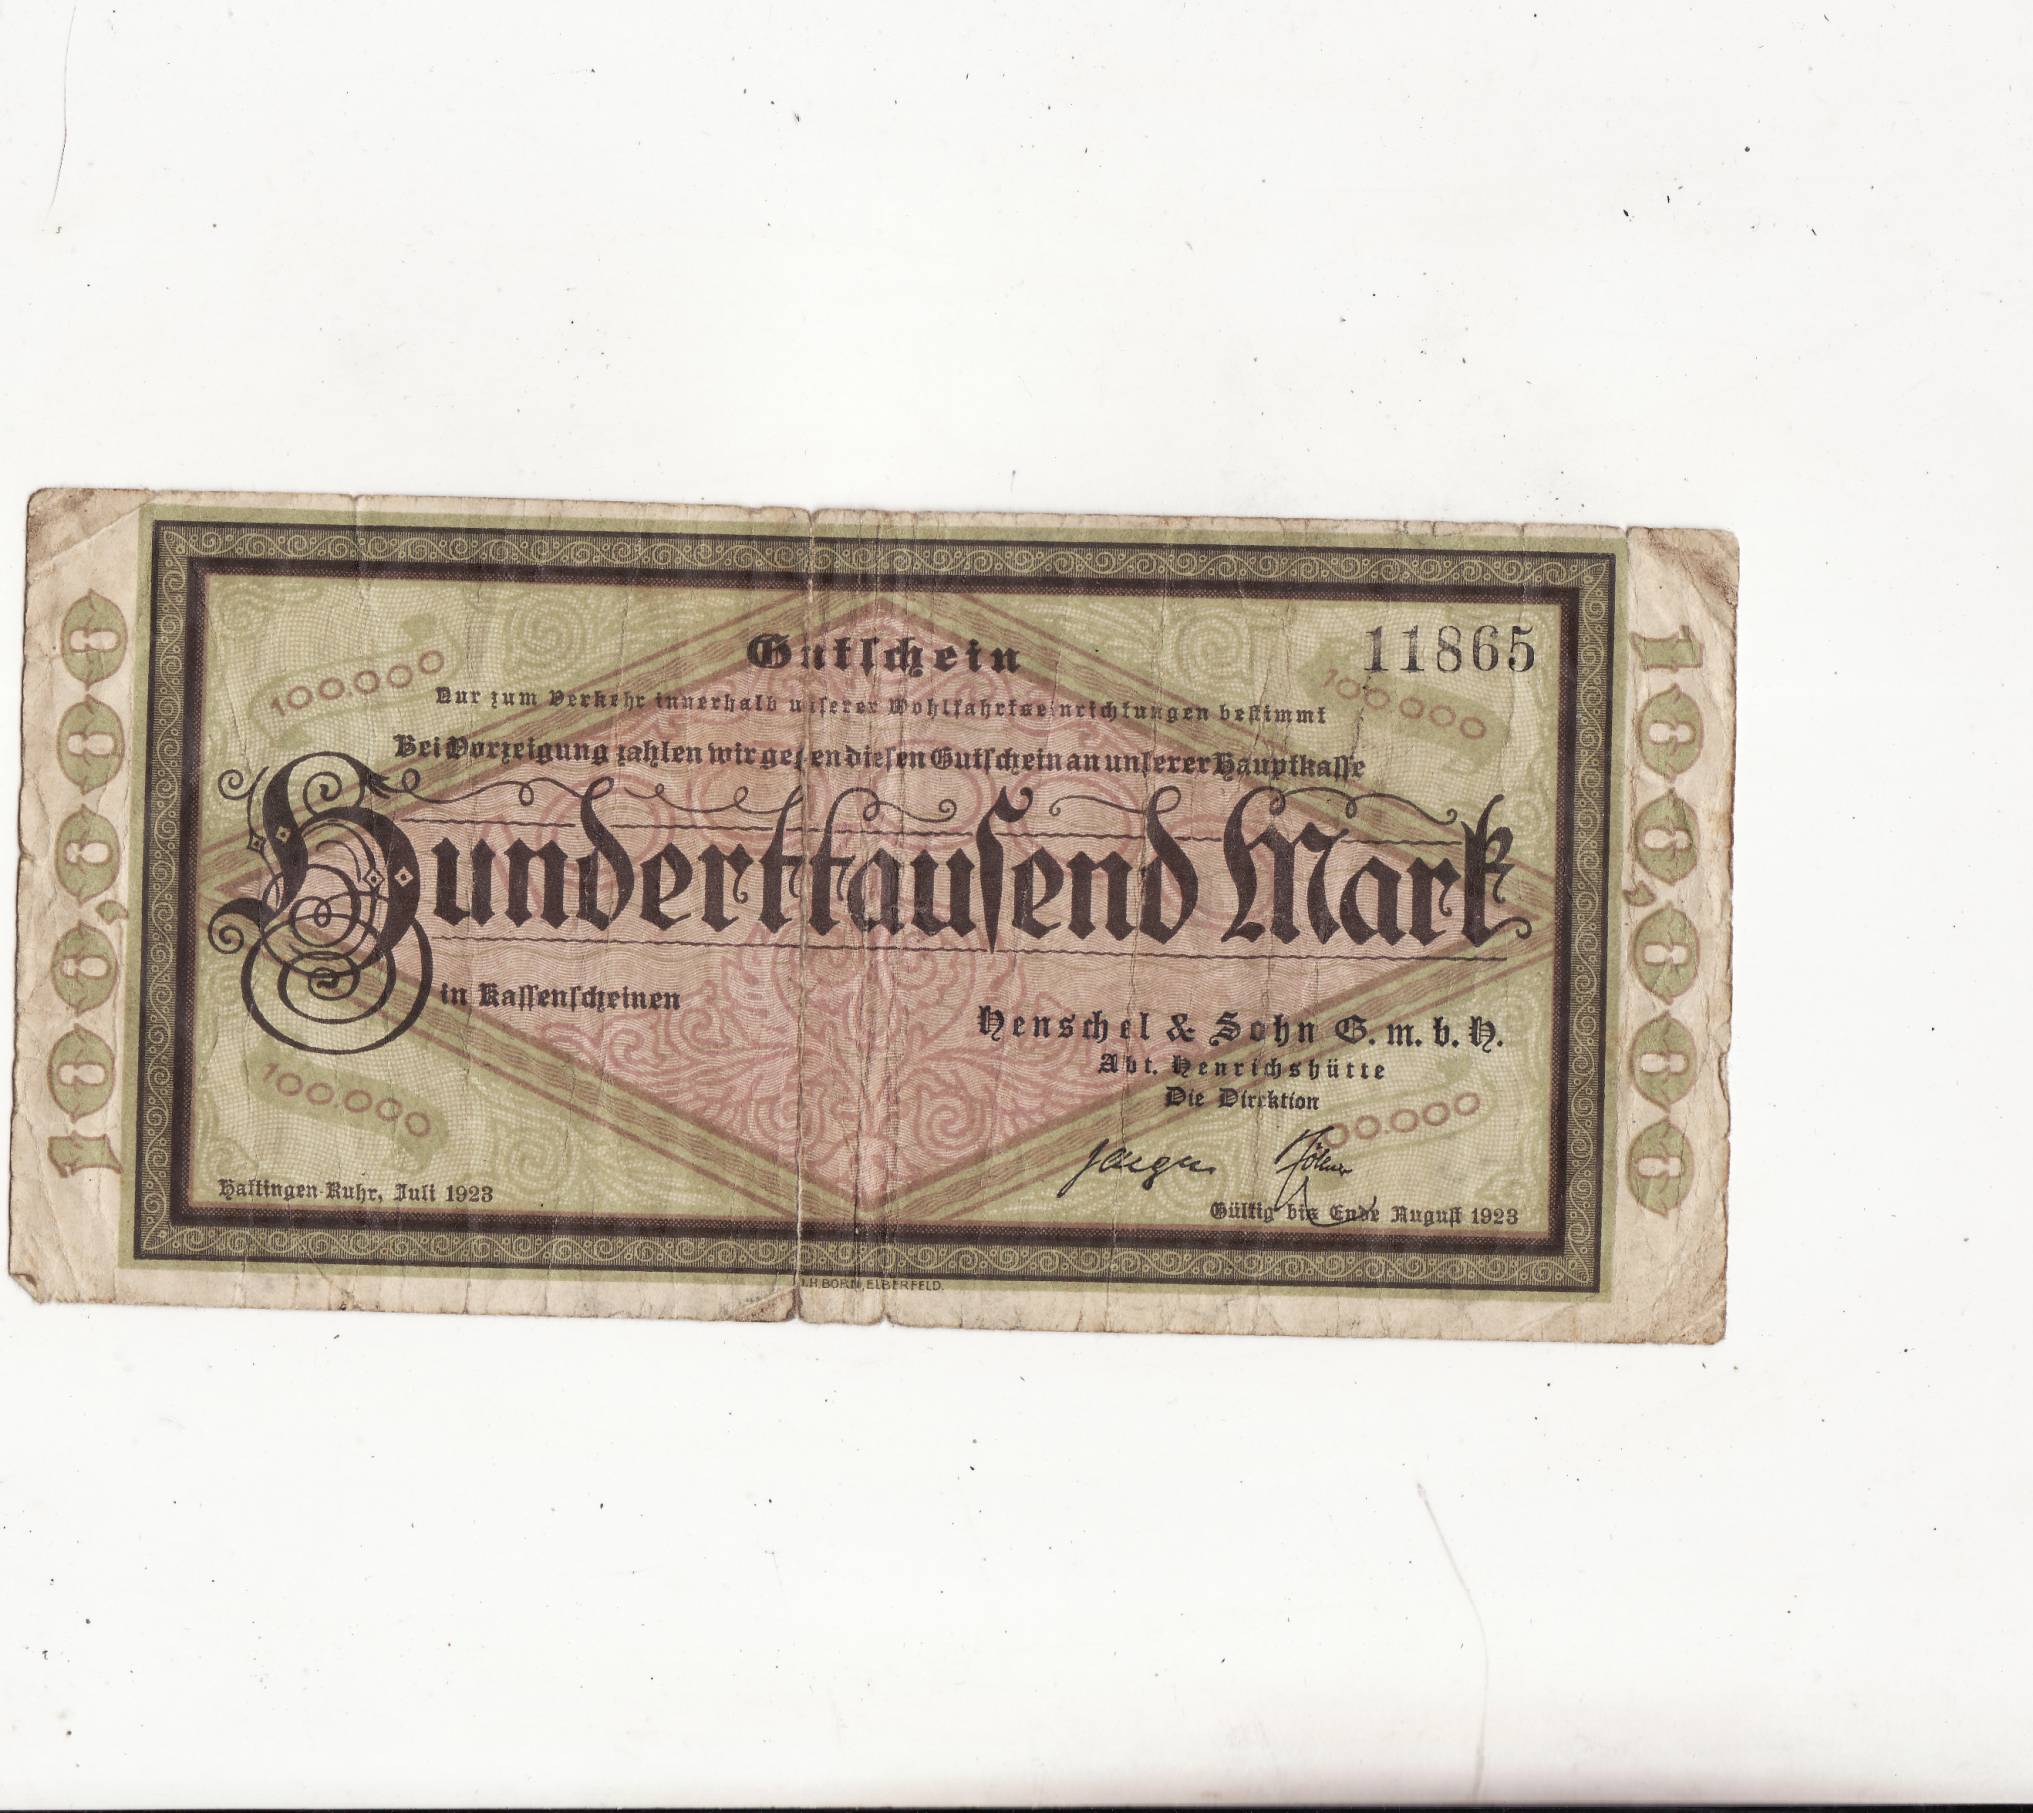 Gutschein
11865
100.000
100.000
Nur zum Verkehr innerhalb unserer Wohlfahrtseinrichtungen bestimmt
Bei Vorzeigung zahlen wir gegen diesen Gutschein an unserer Hauptkasse
Hunderttausend Mark
in Kassenscheinen
Henschel & Sohn G. m. b. H.
Abt. Henrichshütte
Die Direktion
100.000
100.000
Hattingen-Ruhr, Juli 1923
Gültig bis Ende August 1923
J.H.BORN, ELBERFELD.
100,000
100,000